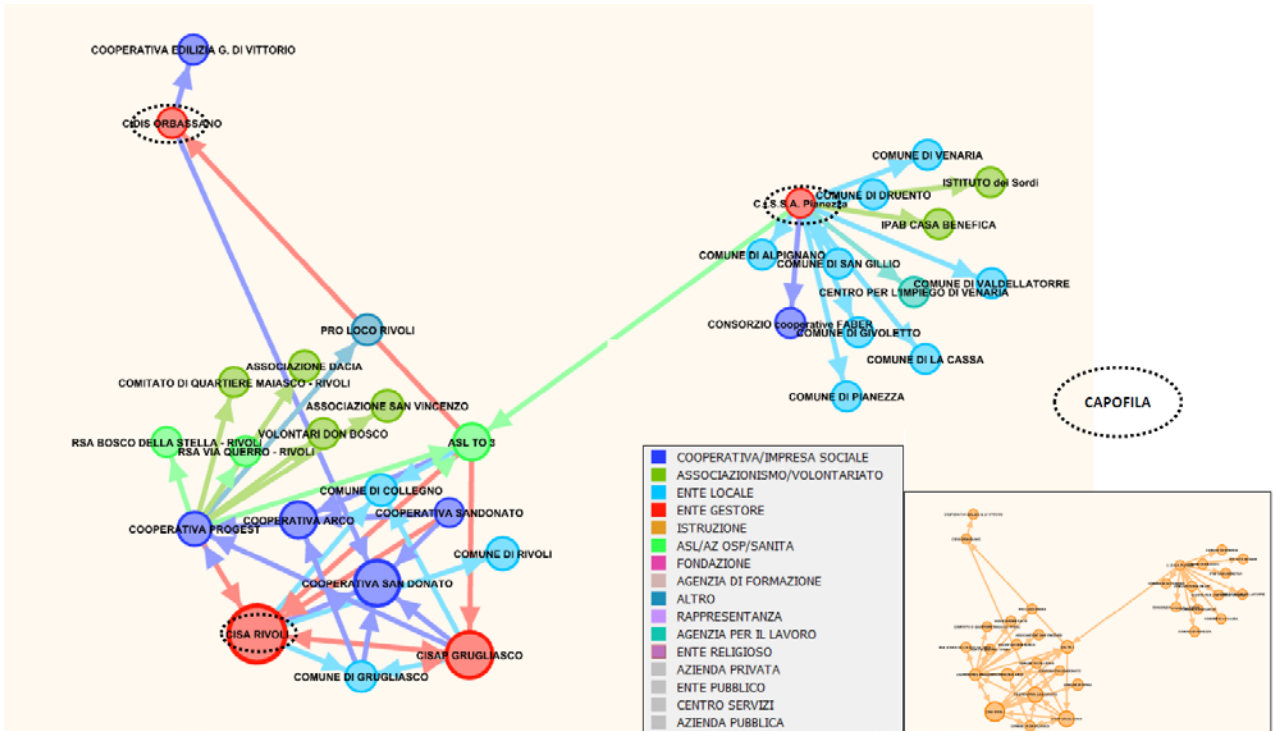 COOPERATIVA EDILIZIA G. DI VITTORIO
CIDIS ORBASSANO
COMUNE DI VENARIA
ISTITUTO dei Sordi
COMUNE DI DRUENTO
C.I.S.S.A. Pianezza
IPAB CASA BENEFICA
COMUNE DI ALPIGNANO
COMUNE DI SAN GILLIO
COMUNE DI VALDELLATORRE
CENTRO PER L'IMPIEGO DI VENARIA
CONSORZIO cooperative FABER
COMUNE DI GIVOLETTO
COMUNE DI LA CASSA
COMUNE DI PIANEZZA
PRO LOCO RIVOLI
ASSOCIAZIONE DACIA
COMITATO DI QUARTIERE MAIASCO - RIVOLI
ASSOCIAZIONE SAN VINCENZO
VOLONTARI DON BOSCO
RSA BOSCO DELLA STELLA - RIVOLI
RSA VIA QUERRO - RIVOLI
ASL TO 3
COMUNE DI COLLEGNO
COOPERATIVA SANDONATO
COOPERATIVA ARCO
COOPERATIVA PROGEST
COMUNE DI RIVOLI
COOPERATIVA SAN DONATO
CISA RIVOLI
CISAP GRUGLIASCO
COMUNE DI GRUGLIASCO
CAPOFILA
COOPERATIVA/IMPRESA SOCIALE
ASSOCIAZIONISMO/VOLONTARIATO
ENTE LOCALE
ENTE GESTORE
ISTRUZIONE
ASL/AZ OSP/SANITA
FONDAZIONE
AGENZIA DI FORMAZIONE
ALTRO
RAPPRESENTANZA
AGENZIA PER IL LAVORO
ENTE RELIGIOSO
AZIENDA PRIVATA
ENTE PUBBLICO
CENTRO SERVIZI
AZIENDA PUBBLICA